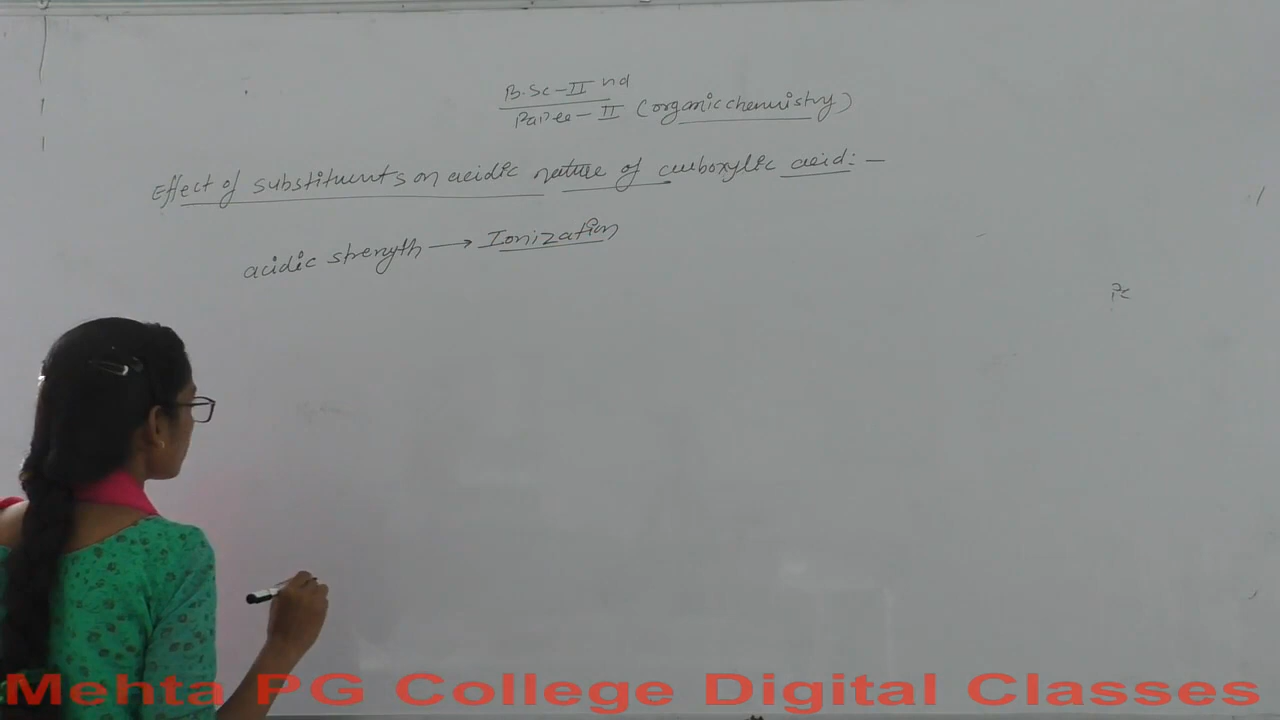 B.Sc-II nd
Paper-II (organic chemistry)
Effect of substituents on acidic nature of carboxylic acid:-
acidic strength → Ionization
Mehta PG College Digital Classes